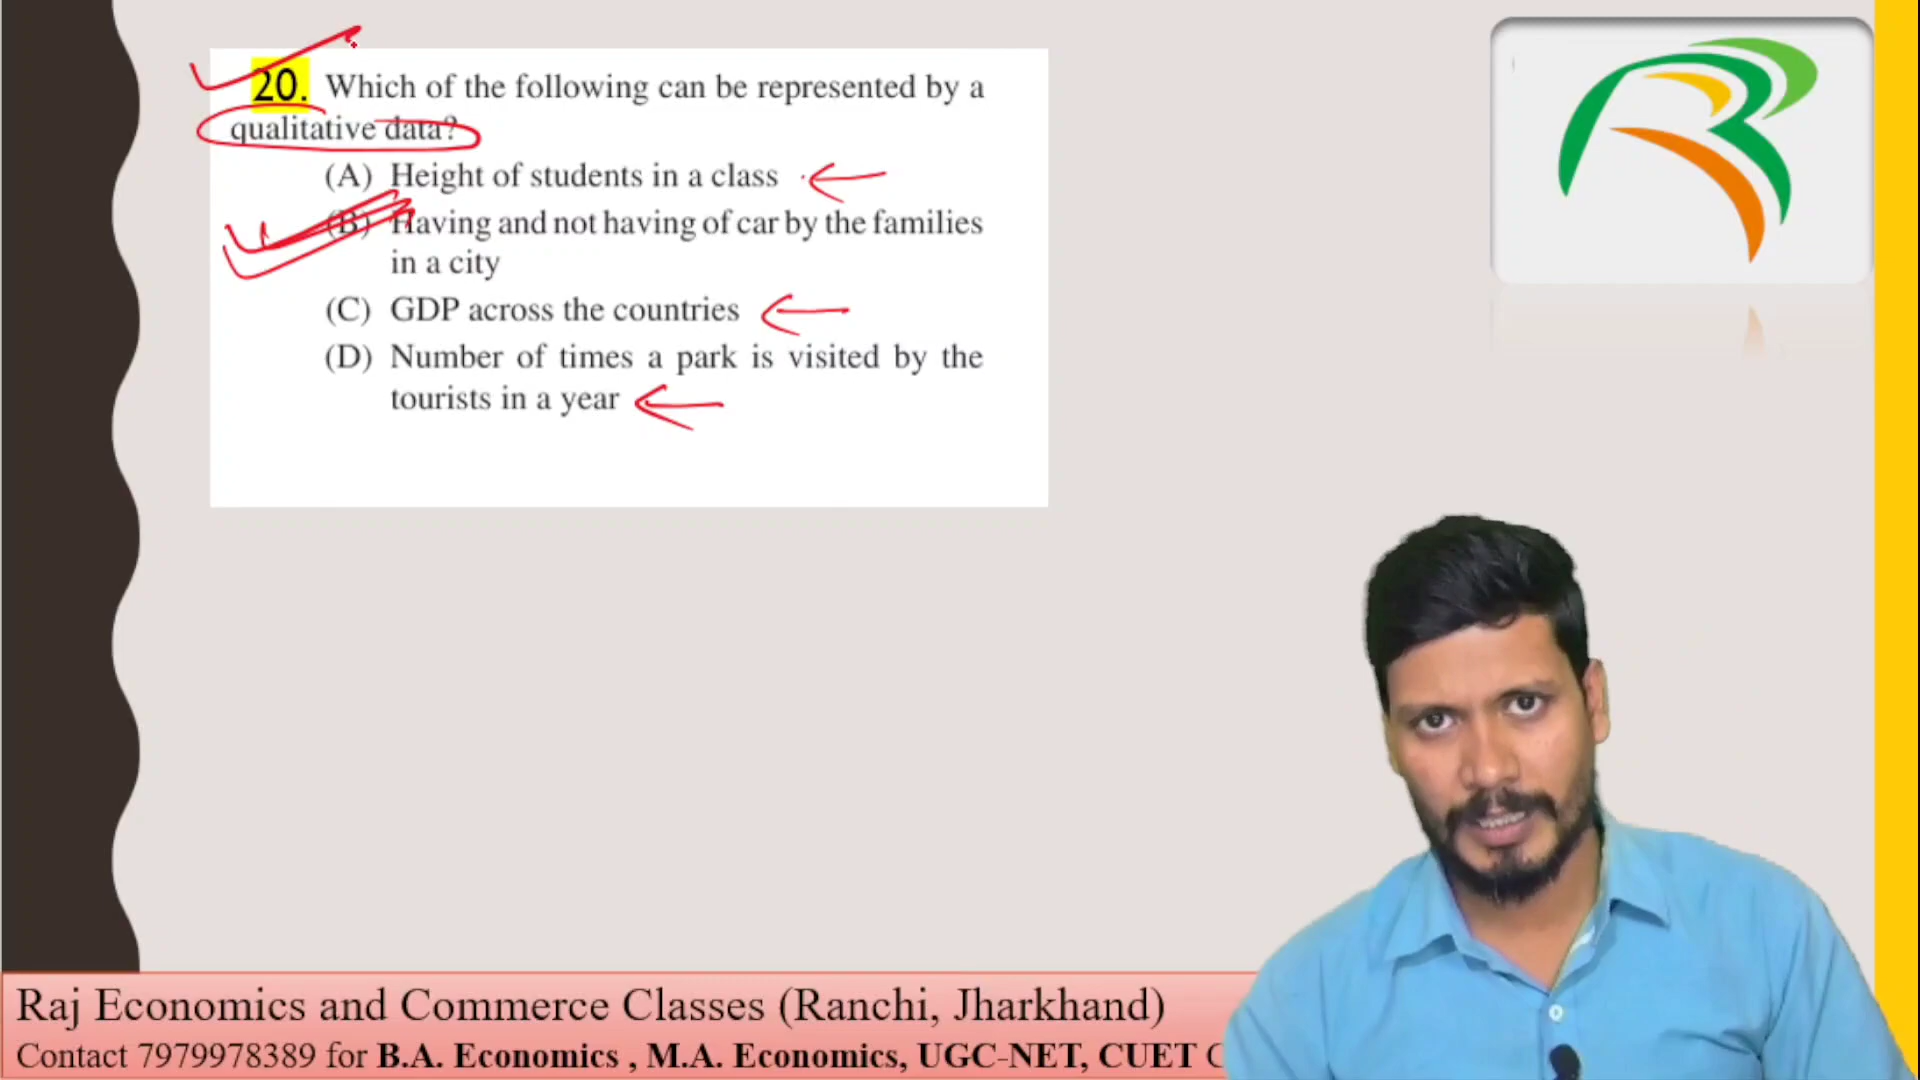 20. Which of the following can be represented by a
qualitative data?
(A) Height of students in a class
(B) Having and not having of car by the families
in a city
(C) GDP across the countries
(D) Number of times a park is visited by the
tourists in a year
Raj Economics and Commerce Classes (Ranchi, Jharkhand)
Contact 7979978389 for B.A. Economics , M.A. Economics, UGC-NET, CUET